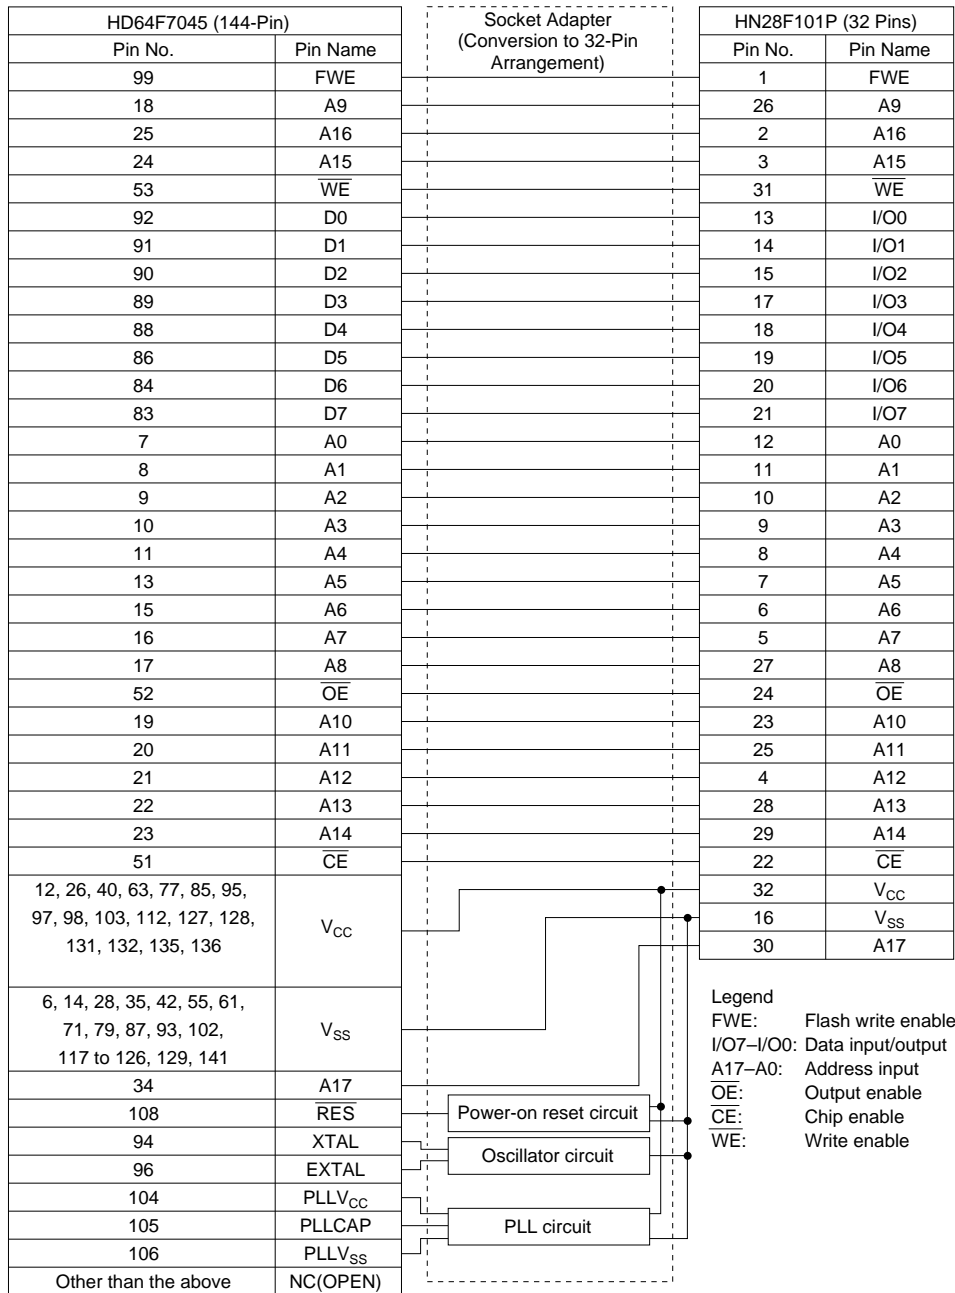 HD64F7045 (144-Pin) Socket Adapter (Conversion to 32-Pin Arrangement) HN28F101P (32 Pins)
Pin No. Pin Name Pin No. Pin Name
99 FWE 1 FWE
18 A9 26 A9
25 A16 2 A16
24 A15 3 A15
53 WE 31 WE
92 D0 13 I/O0
91 D1 14 I/O1
90 D2 15 I/O2
89 D3 17 I/O3
88 D4 18 I/O4
86 D5 19 I/O5
84 D6 20 I/O6
83 D7 21 I/O7
7 A0 12 A0
8 A1 11 A1
9 A2 10 A2
10 A3 9 A3
11 A4 8 A4
13 A5 7 A5
15 A6 6 A6
16 A7 5 A7
17 A8 27 A8
52 OE 24 OE
19 A10 23 A10
20 A11 25 A11
21 A12 4 A12
22 A13 28 A13
23 A14 29 A14
51 CE 22 CE
12, 26, 40, 63, 77, 85, 95,
97, 98, 103, 112, 127, 128,
131, 132, 135, 136
VCC
32 VCC
16 VSS
30 A17
6, 14, 28, 35, 42, 55, 61,
71, 79, 87, 93, 102,
117 to 126, 129, 141
VSS
34 A17
108 RES Power-on reset circuit
94 XTAL Oscillator circuit
96 EXTAL
104 PLLVCC
105 PLLCAP PLL circuit
106 PLLVSS
Other than the above NC(OPEN)
Legend
FWE: Flash write enable
I/O7–I/O0: Data input/output
A17–A0: Address input
OE: Output enable
CE: Chip enable
WE: Write enable